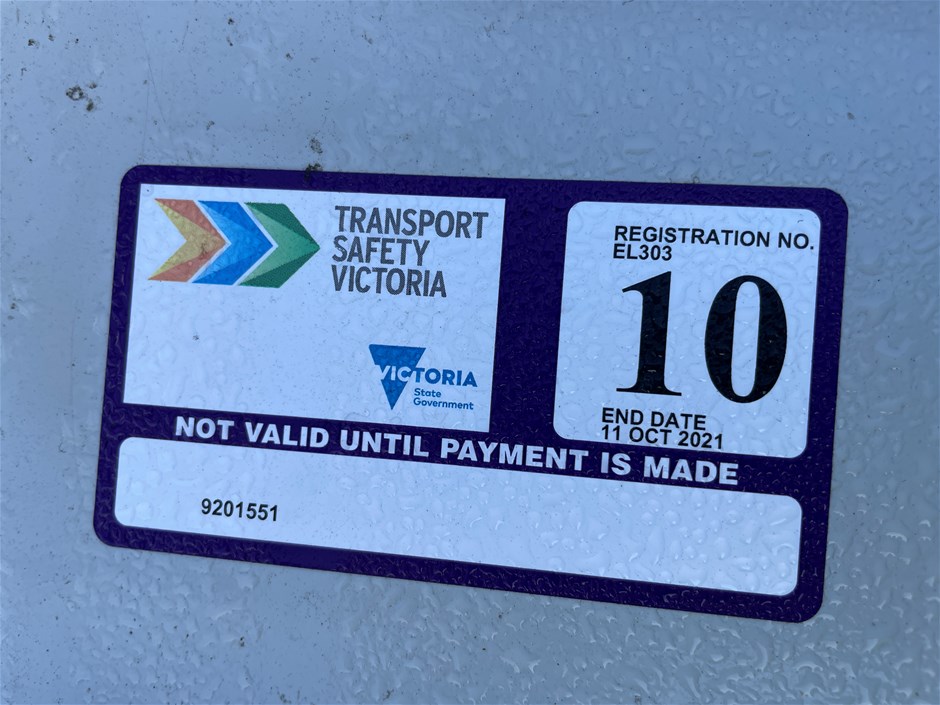 TRANSPORT
SAFETY
VICTORIA
VICTORIA
State
Government
REGISTRATION NO.
EL303
10
END DATE
11 OCT 2021
NOT VALID UNTIL PAYMENT IS MADE
9201551